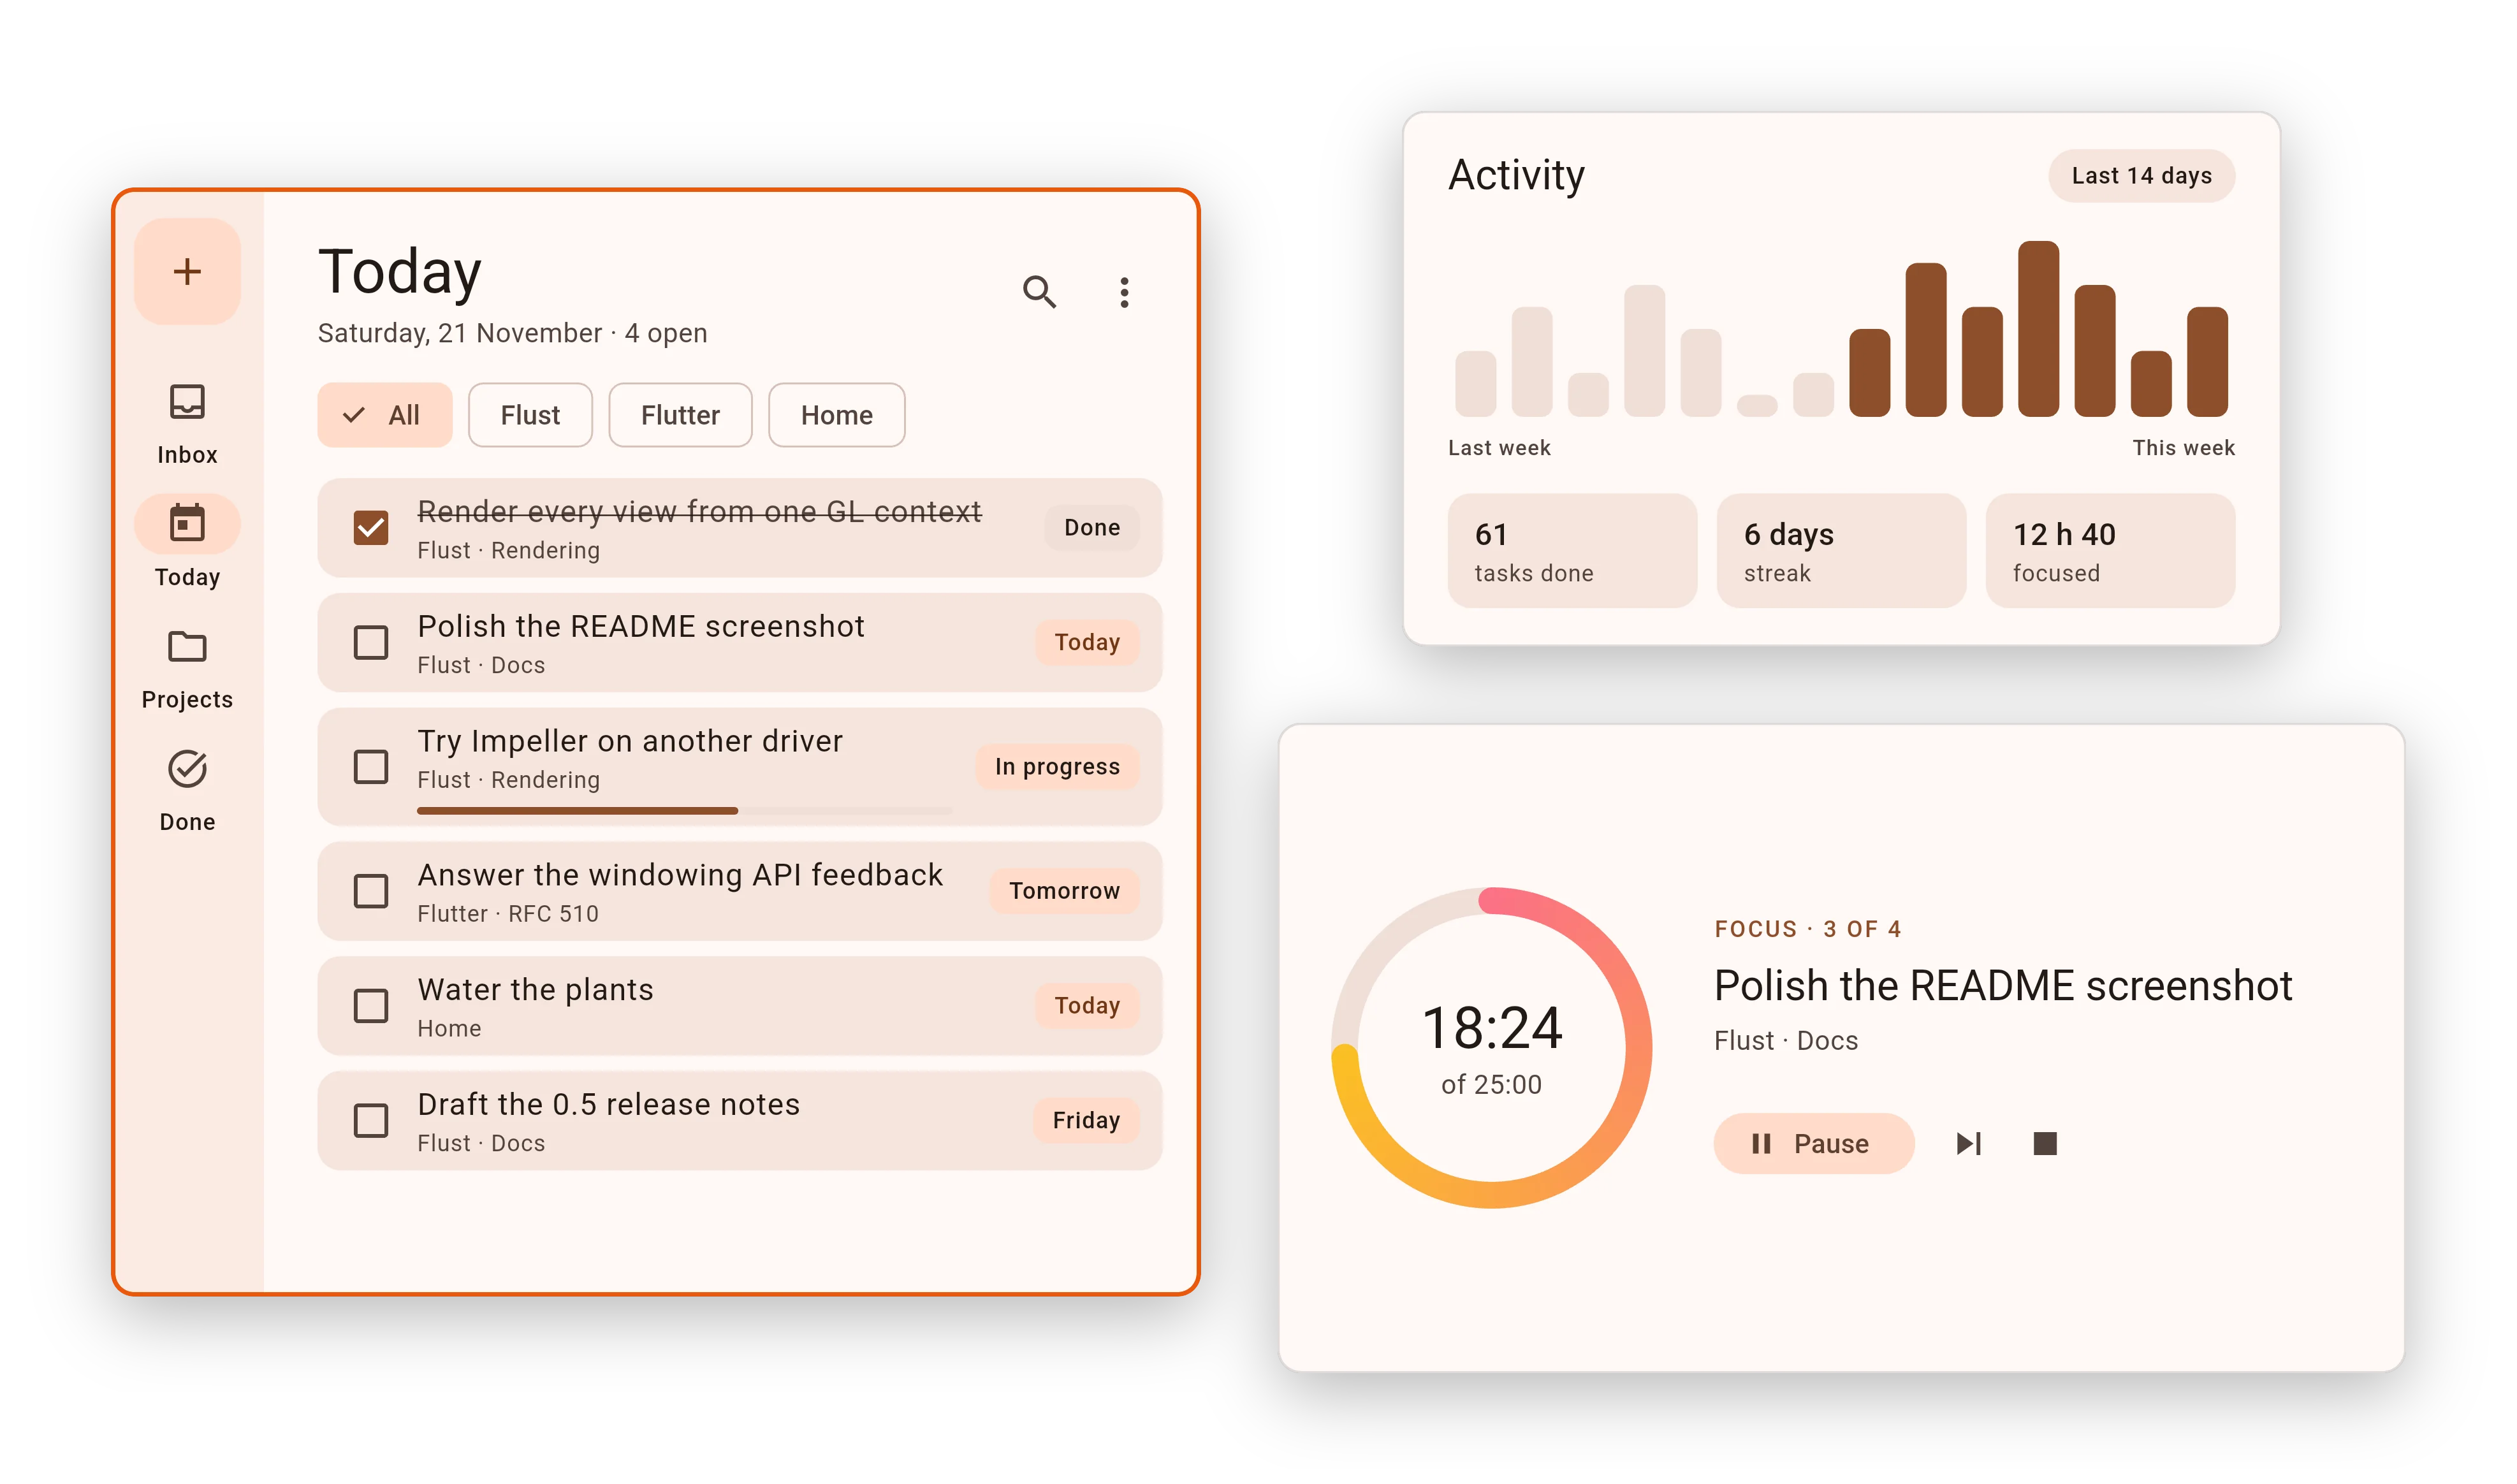 Inbox
Today
Projects
Done
Today
Saturday, 21 November · 4 open
All
Flust
Flutter
Home
Render every view from one GL context
Flust · Rendering
Done
Polish the README screenshot
Flust · Docs
Today
Try Impeller on another driver
Flust · Rendering
In progress
Answer the windowing API feedback
Flutter · RFC 510
Tomorrow
Water the plants
Home
Today
Draft the 0.5 release notes
Flust · Docs
Friday
Activity
Last 14 days
Last week
This week
61
tasks done
6 days
streak
12 h 40
focused
18:24
of 25:00
FOCUS · 3 OF 4
Polish the README screenshot
Flust · Docs
Pause